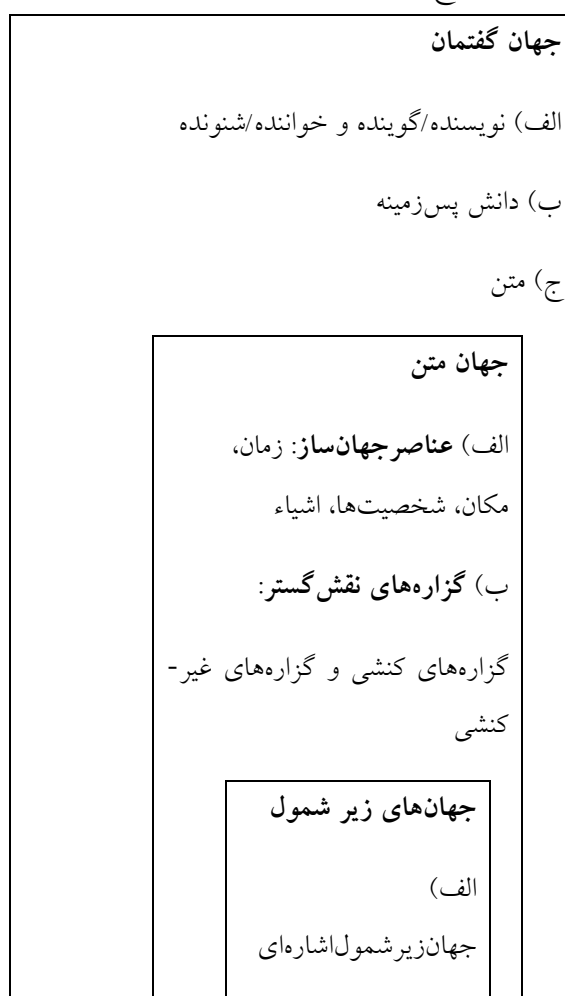 جهان گفتمان
الف) نویسنده/گوینده و خواننده/شنونده
ب) دانش پس‌زمینه
ج) متن
جهان متن
الف) عناصر جهان‌ساز: زمان،
مکان، شخصیت‌ها، اشیاء
ب) گزاره‌های نقش‌گستر:
گزاره‌های کنشی و گزاره‌های غیر-
کنشی
جهان‌های زیر شمول
الف)
جهان‌زیرشمول‌اشاره‌ای